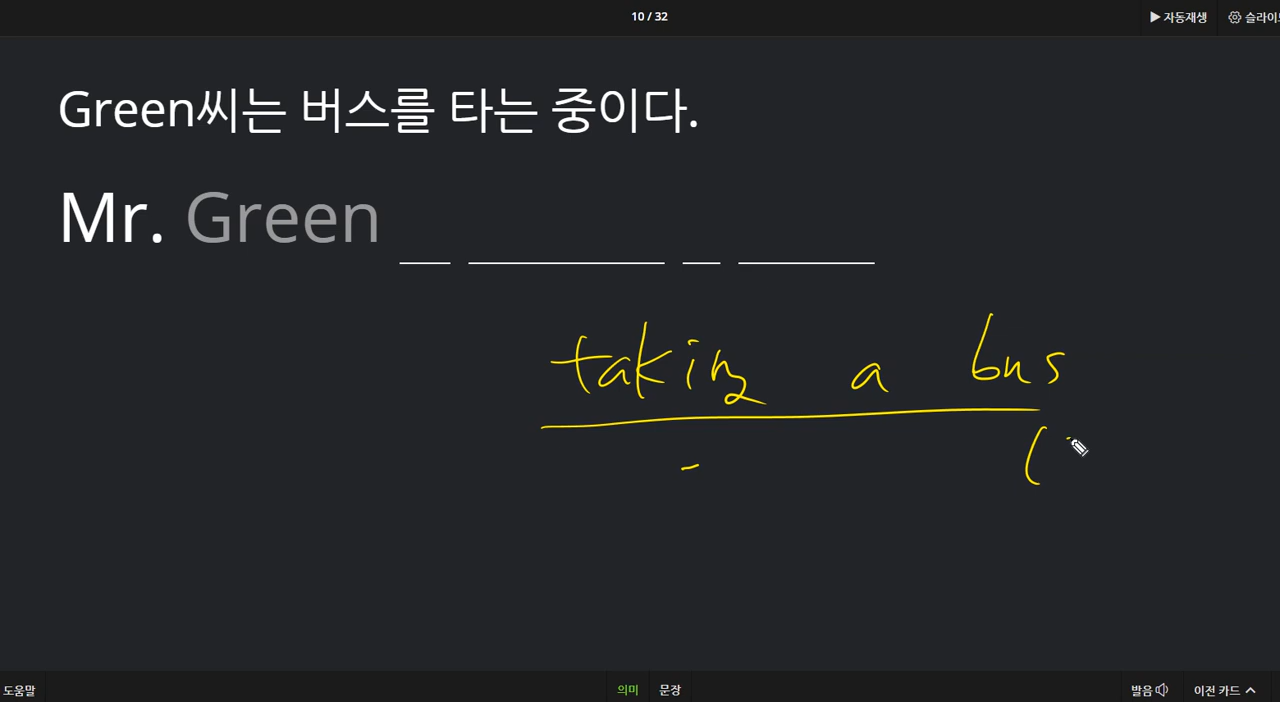 10 / 32
▶ 자동재생
슬라이드
Green씨는 버스를 타는 중이다.
Mr. Green
taking a bus
- (
도움말
의미 문장
발음
이전 카드